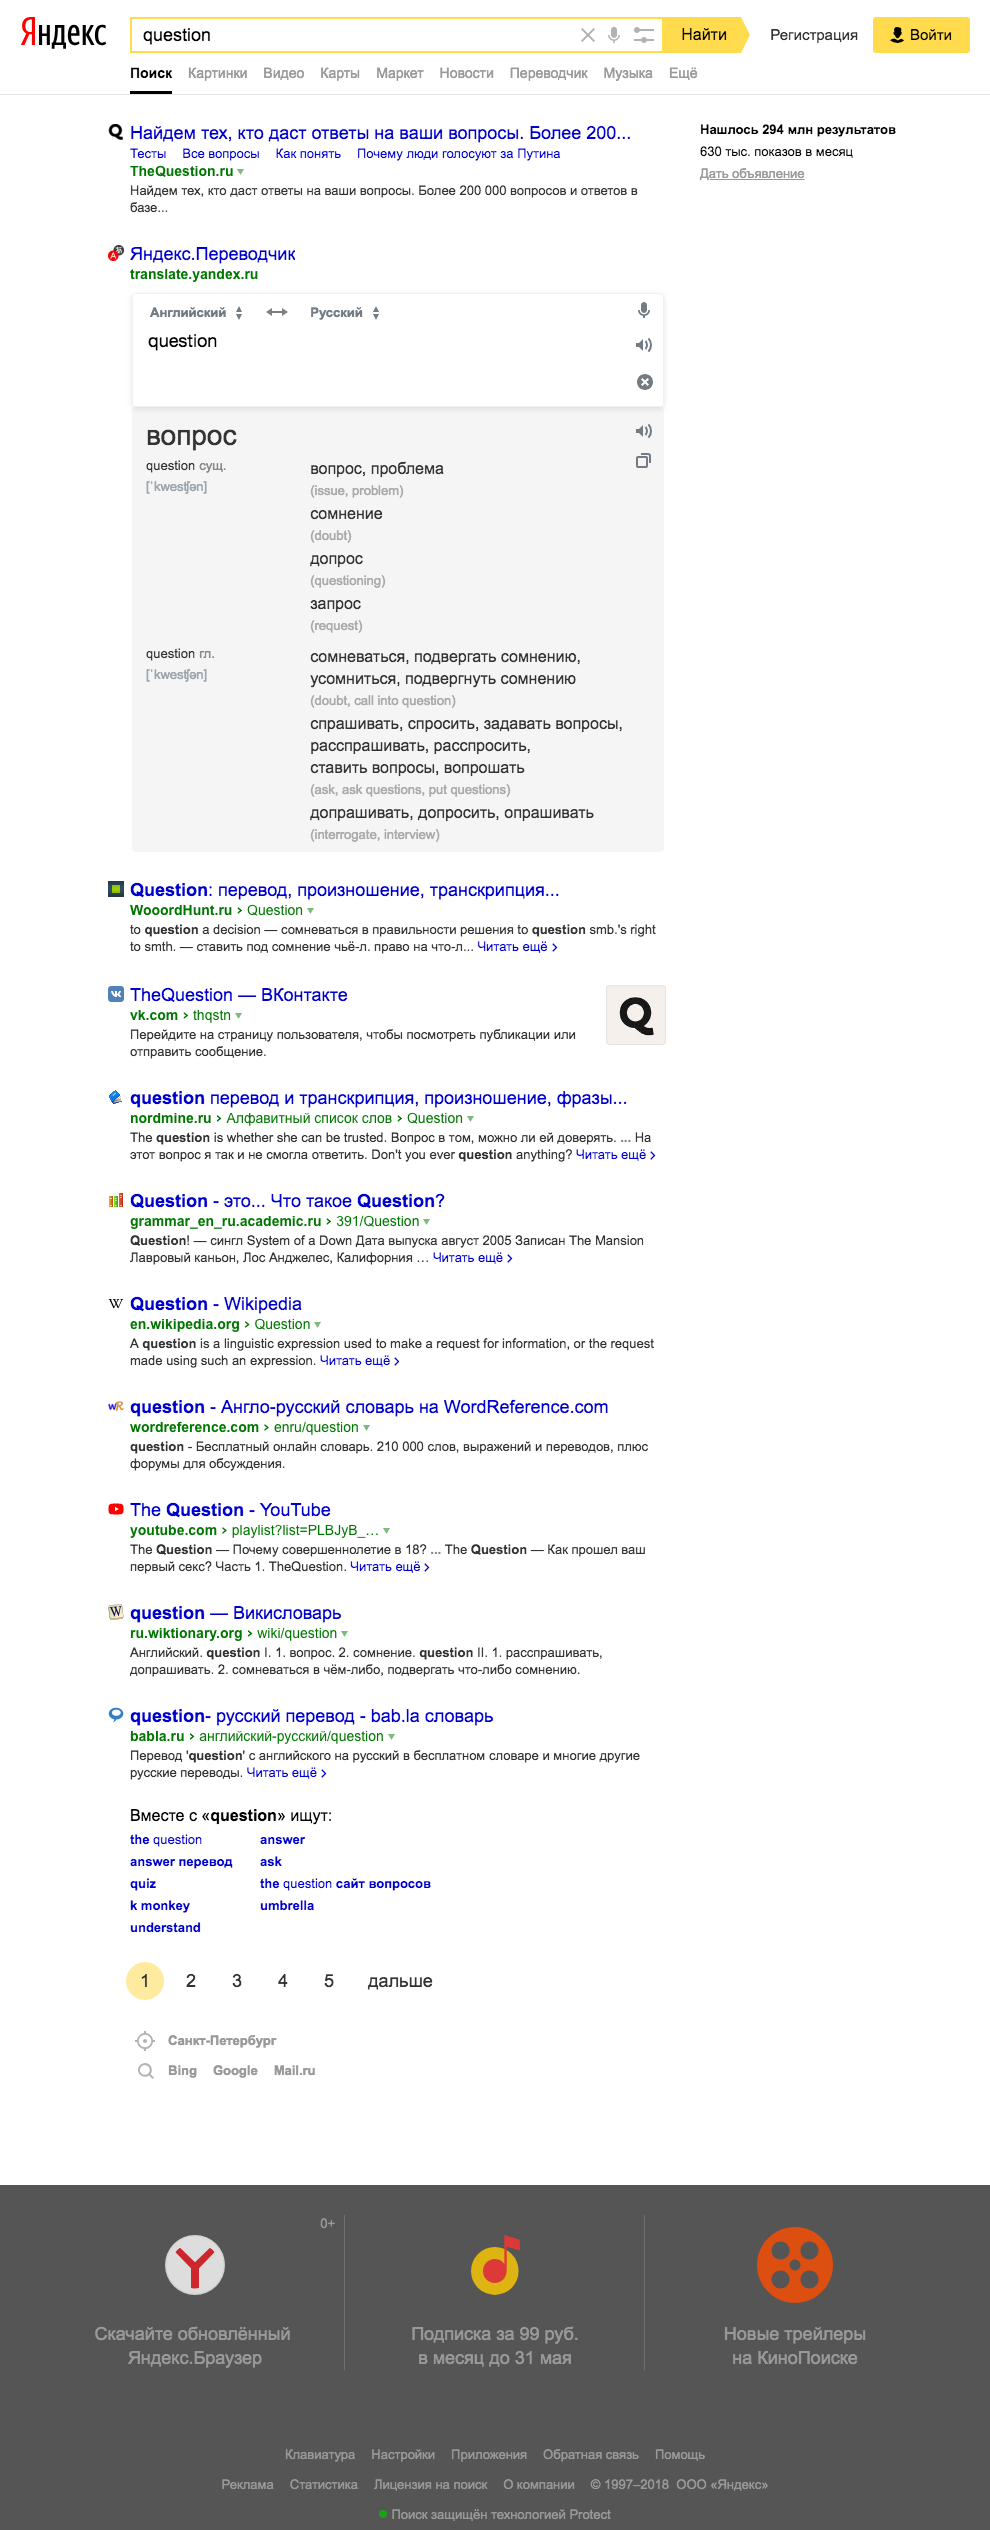 Яндекс
question
Найти
Регистрация
Войти
Поиск Картинки Видео Карты Маркет Новости Переводчик Музыка Ещё
Найдем тех, кто даст ответы на ваши вопросы. Более 200...
Тесты Все вопросы Как понять Почему люди голосуют за Путина
TheQuestion.ru
Найдем тех, кто даст ответы на ваши вопросы. Более 200 000 вопросов и ответов в
базе...
Нашлось 294 млн результатов
630 тыс. показов в месяц
Дать объявление
Яндекс.Переводчик
translate.yandex.ru
Английский Русский
question
вопрос
question сущ.
[ˈkwestʃən]
вопрос, проблема
(issue, problem)
сомнение
(doubt)
допрос
(questioning)
запрос
(request)
question гл.
[ˈkwestʃən]
сомневаться, подвергать сомнению,
усомниться, подвергнуть сомнению
(doubt, call into question)
спрашивать, спросить, задавать вопросы,
расспрашивать, расспросить,
ставить вопросы, вопрошать
(ask, ask questions, put questions)
допрашивать, допросить, опрашивать
(interrogate, interview)
Question: перевод, произношение, транскрипция...
WooordHunt.ru › Question
to question a decision — сомневаться в правильности решения to question smb.'s right
to smth. — ставить под сомнение чьё-л. право на что-л... Читать ещё ›
TheQuestion — ВКонтакте
vk.com › thqstn
Перейдите на страницу пользователя, чтобы посмотреть публикации или
отправить сообщение.
Q
question перевод и транскрипция, произношение, фразы...
nordmine.ru › Алфавитный список слов › Question
The question is whether she can be trusted. Вопрос в том, можно ли ей доверять. ... На
этот вопрос я так и не смогла ответить. Don't you ever question anything? Читать ещё ›
Question - это... Что такое Question?
grammar_en_ru.academic.ru › 391/Question
Question! — сингл System of a Down Дата выпуска август 2005 Записан The Mansion
Лавровый каньон, Лос Анджелес, Калифорния … Читать ещё ›
Question - Wikipedia
en.wikipedia.org › Question
A question is a linguistic expression used to make a request for information, or the request
made using such an expression. Читать ещё ›
question - Англо-русский словарь на WordReference.com
wordreference.com › enru/question
question - Бесплатный онлайн словарь. 210 000 слов, выражений и переводов, плюс
форумы для обсуждения.
The Question - YouTube
youtube.com › playlist?list=PLBJyB_...
The Question — Почему совершеннолетие в 18? ... The Question — Как прошел ваш
первый секс? Часть 1. TheQuestion. Читать ещё ›
question — Викисловарь
ru.wiktionary.org › wiki/question
Английский. question I. 1. вопрос. 2. сомнение. question II. 1. расспрашивать,
допрашивать. 2. сомневаться в чём-либо, подвергать что-либо сомнению.
question- русский перевод - bab.la словарь
babla.ru › английский-русский/question
Перевод 'question' с английского на русский в бесплатном словаре и многие другие
русские переводы. Читать ещё ›
Вместе с «question» ищут:
the question answer
answer перевод ask
quiz the question сайт вопросов
k monkey umbrella
understand
1 2 3 4 5 дальше
Санкт-Петербург
Bing Google Mail.ru
0+
Скачайте обновлённый
Яндекс.Браузер
Подписка за 99 руб.
в месяц до 31 мая
Новые трейлеры
на КиноПоиске
Клавиатура Настройки Приложения Обратная связь Помощь
Реклама Статистика Лицензия на поиск О компании © 1997–2018 ООО «Яндекс»
Поиск защищён технологией Protect